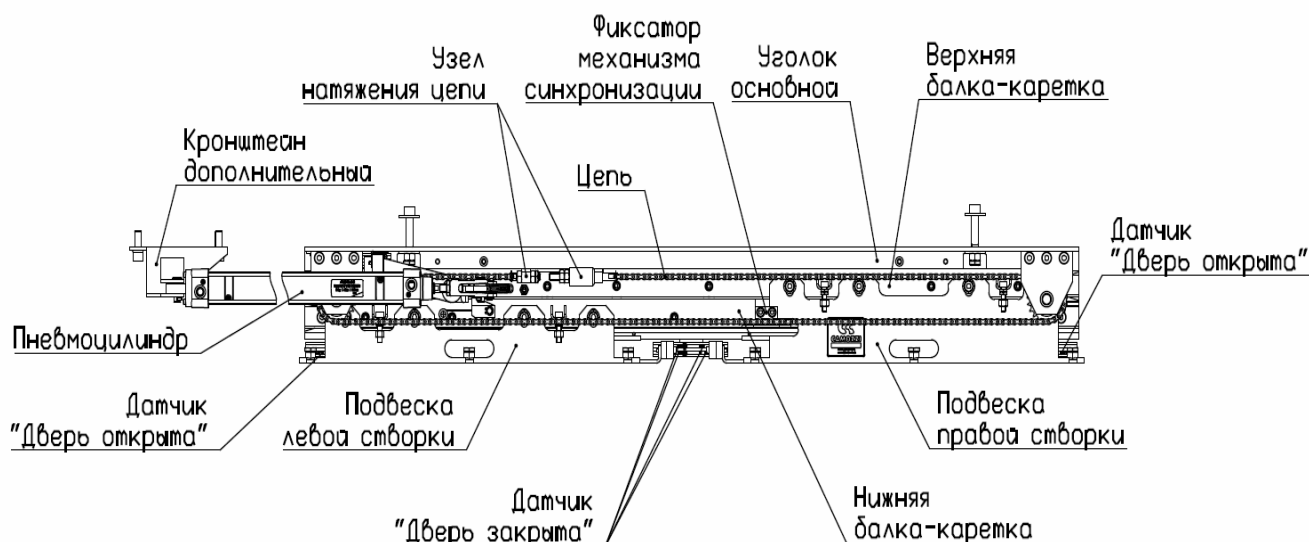 Фиксатор
механизма
синхронизации
Узел
натяжения цепи
Уголок
основной
Верхняя
балка-каретка
Кронштейн
дополнительный
Цепь
Датчик
"Дверь открыта"
Пневмоцилиндр
CAMOZZI
Датчик
"Дверь открыта"
Подвеска
левой створки
Подвеска
правой створки
Датчик
"Дверь закрыта"
Нижняя
балка-каретка